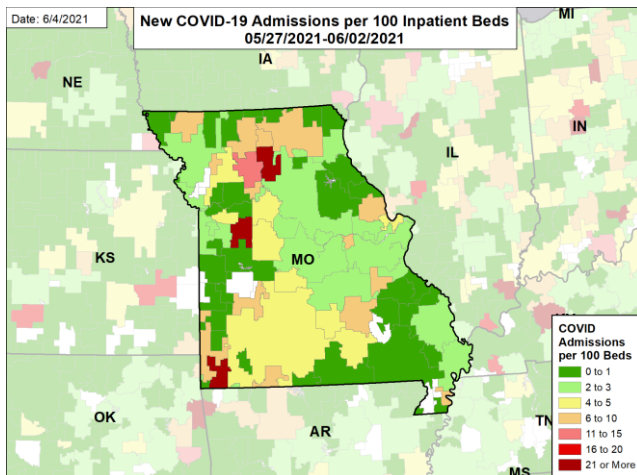 Date: 6/4/2021
New COVID-19 Admissions per 100 Inpatient Beds
05/27/2021-06/02/2021
MI
IA
NE
IN
IL
KS
MO
COVID
Admissions
per 100 Beds
0 to 1
2 to 3
4 to 5
6 to 10
11 to 15
16 to 20
21 or More
OK
AR
TN
MS